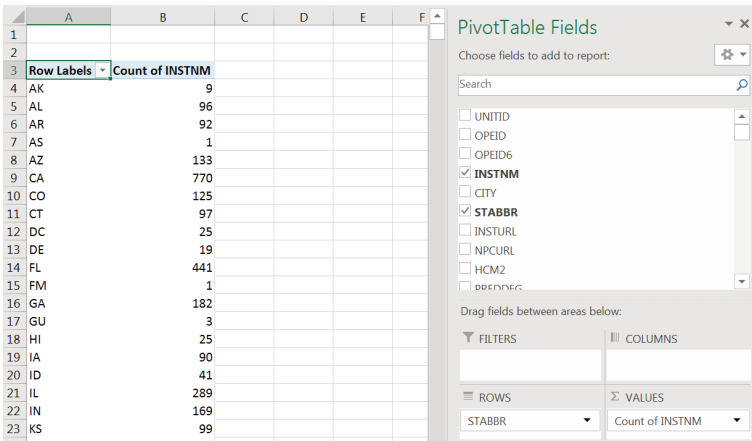 A B C D E F
1
2
3 Row Labels Count of INSTNM
4 AK 9
5 AL 96
6 AR 92
7 AS 1
8 AZ 133
9 CA 770
10 CO 125
11 CT 97
12 DC 25
13 DE 19
14 FL 441
15 FM 1
16 GA 182
17 GU 3
18 HI 25
19 IA 90
20 ID 41
21 IL 289
22 IN 169
23 KS 99
PivotTable Fields
Choose fields to add to report:
Search
UNITID
OPEID
OPEID6
INSTNM
CITY
STABBR
INSTURL
NPCURL
HCM2
PREDDEG
Drag fields between areas below:
FILTERS
COLUMNS
ROWS
Σ VALUES
STABBR
Count of INSTNM